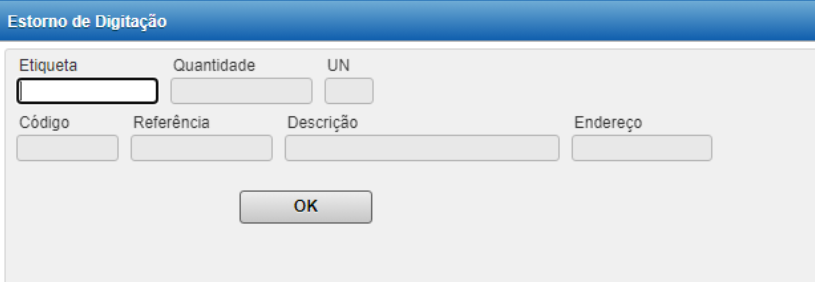 Estorno de Digitação
Etiqueta Quantidade UN
Código Referência Descrição Endereço
OK